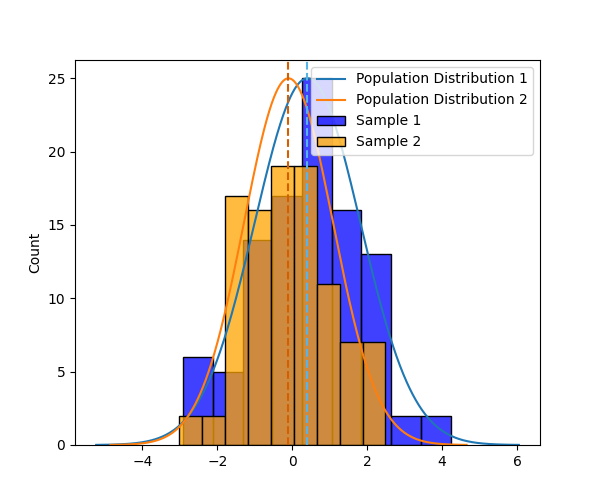 Population Distribution 1
Population Distribution 2
Sample 1
Sample 2
Count
25
20
15
10
5
0
−4 −2 0 2 4 6